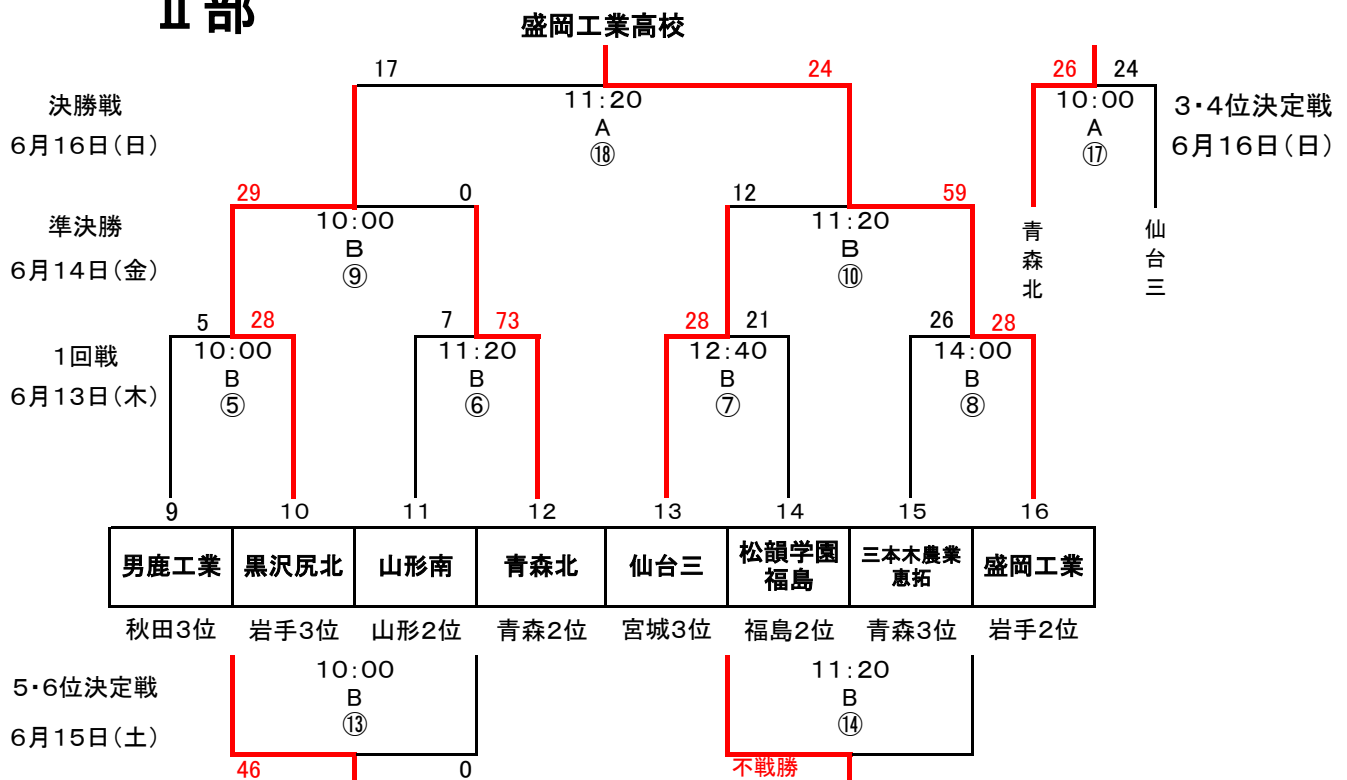 Ⅱ部
盛岡工業高校
17
24
26
24
決勝戦
11:20
10:00
3・4位決定戦
6月16日(日)
A
A
6月16日(日)
⑱
⑰
29
0
12
59
準決勝
10:00
11:20
青森北
仙台三
6月14日(金)
B
B
⑨
⑩
5
28
7
73
28
21
26
28
1回戦
10:00
11:20
12:40
14:00
6月13日(木)
B
B
B
B
⑤
⑥
⑦
⑧
9
10
11
12
13
14
15
16
男鹿工業
黒沢尻北
山形南
青森北
仙台三
松韻学園
福島
三本木農業
恵拓
盛岡工業
秋田3位
岩手3位
山形2位
青森2位
宮城3位
福島2位
青森3位
岩手2位
5・6位決定戦
10:00
11:20
6月15日(土)
B
B
⑬
⑭
46
0
不戦勝